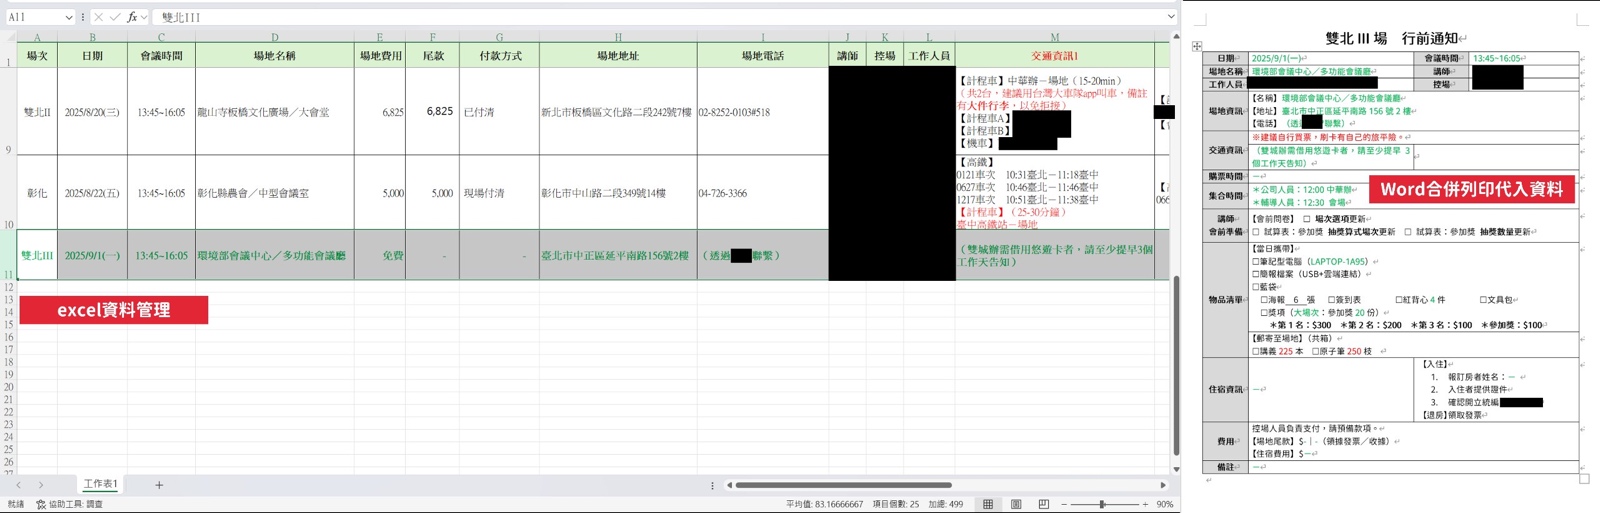 A11 fx 雙北III
A B C D E F G H I J K L M
1 場次 日期 會議時間 場地名稱 場地費用 尾款 付款方式 場地地址 場地電話 講師 控場 工作人員 交通資訊1
9 雙北II 2025/8/20(三) 13:45~16:05 龍山寺板橋文化廣場／大會堂 6,825 6,825 已付清 新北市板橋區文化路二段242號7樓 02-8252-0103#518
【計程車】中華辦－場地（15-20min）
（共2台，建議用台灣大車隊app叫車，備註
有大件行李，以免拒接）
【計程車A】
【計程車B】
【機車】
10 彰化 2025/8/22(五) 13:45~16:05 彰化縣農會／中型會議室 5,000 5,000 現場付清 彰化市中山路二段349號14樓 04-726-3366
【高鐵】
0121車次 10:31臺北－11:18臺中
0627車次 10:46臺北－11:46臺中
1217車次 10:51臺北－11:38臺中
【計程車】（25-30分鐘）
臺中高鐵站－場地
066
11 雙北III 2025/9/1(一) 13:45~16:05 環境部會議中心／多功能會議廳 免費 - - 臺北市中正區延平南路156號2樓 （透過 聯繫）
（雙城辦需借用悠遊卡者，請至少提早3個
工作天告知）
12
13
14
15
16
17
18
19
20
21
22
23
24
25
26
excel資料管理
工作表1 +
就緒 協助工具: 調查 平均值: 83.16666667 項目個數: 25 加總: 499 90%
雙北 III 場 行前通知
日期 2025/9/1(一) 會議時間 13:45~16:05
場地名稱 環境部會議中心／多功能會議廳 講師
工作人員 控場
場地資訊
【名稱】環境部會議中心／多功能會議廳
【地址】臺北市中正區延平南路 156 號 2 樓
【電話】（透過 聯繫）
交通資訊
※建議自行買票，刷卡有自己的旅平險。
（雙城辦需借用悠遊卡者，請至少提早 3
個工作天告知）
購票時間 －
集合時間
＊公司人員：12:00 中華辦
＊輔導人員：12:30 會場
Word合併列印代入資料
講師
會前準備
【會前問卷】 □ 場次選項更新
□ 試算表：參加獎 抽獎算式場次更新 □ 試算表：參加獎 抽獎數量更新
物品清單
【當日攜帶】
□筆記型電腦（LAPTOP-1A95）
□簡報檔案（USB+雲端連結）
□藍袋
□海報 6 張 □簽到表 □紅背心 4 件 □文具包
□獎項（大場次：參加獎 20 份）
＊第 1 名：$300 ＊第 2 名：$200 ＊第 3 名：$100 ＊參加獎：$100
【郵寄至場地】（共箱）
□講義 225 本 □原子筆 250 枝
住宿資訊 －
【入住】
1. 報訂房者姓名：－
2. 入住者提供證件
3. 確認開立統編
【退房】領取發票
費用
控場人員負責支付，請預備款項。
【場地尾款】$-｜-（領據發票／收據）
【住宿費用】$－
備註 －